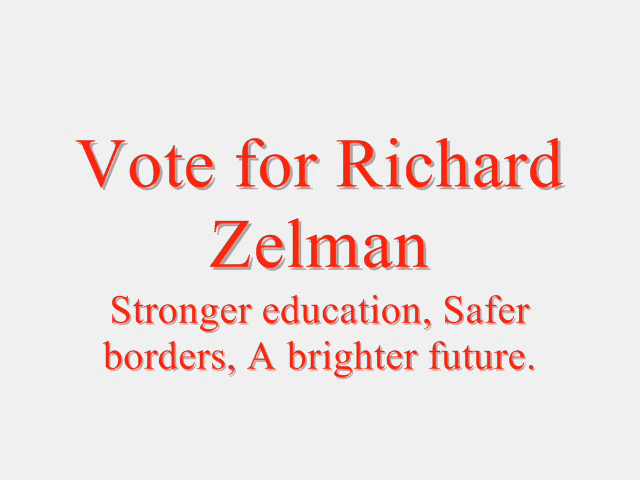 Vote for Richard
Zelman
Stronger education, Safer
borders, A brighter future.